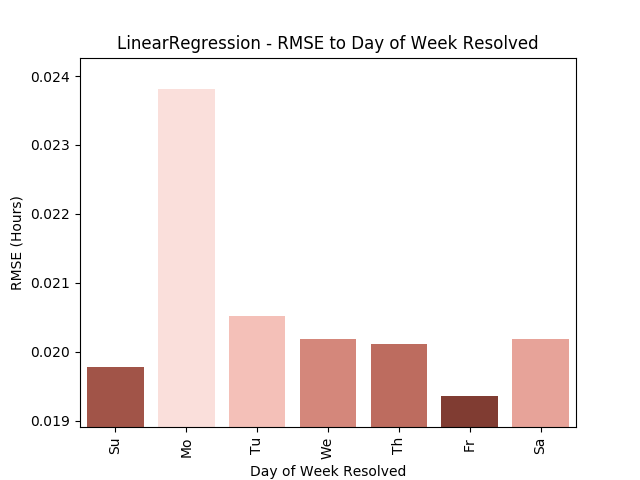 LinearRegression - RMSE to Day of Week Resolved
0.024
0.023
0.022
0.021
0.020
0.019
RMSE (Hours)
Su
Mo
Tu
We
Th
Fr
Sa
Day of Week Resolved